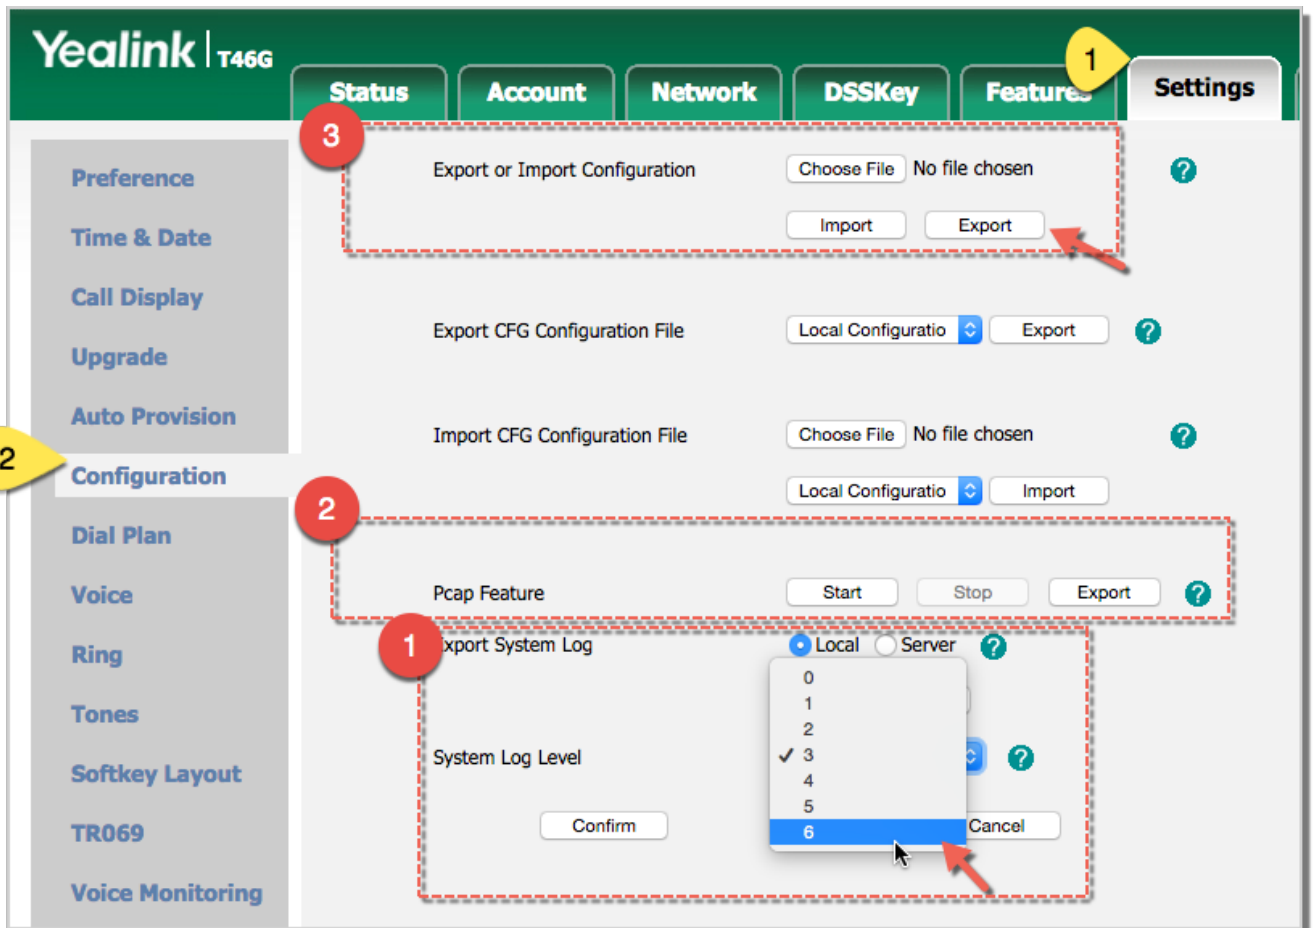 Yealink T46G
1
Status Account Network DSSKey Features Settings
3
Export or Import Configuration Choose File No file chosen ?
Import Export
Export CFG Configuration File Local Configuratio Export ?
Import CFG Configuration File Choose File No file chosen ?
Local Configuratio Import
2
Pcap Feature Start Stop Export ?
1
Export System Log Local Server ?
0
1
2
✓ 3
4
5
6
System Log Level ?
Confirm Cancel
Preference
Time & Date
Call Display
Upgrade
Auto Provision
2
Configuration
Dial Plan
Voice
Ring
Tones
Softkey Layout
TR069
Voice Monitoring